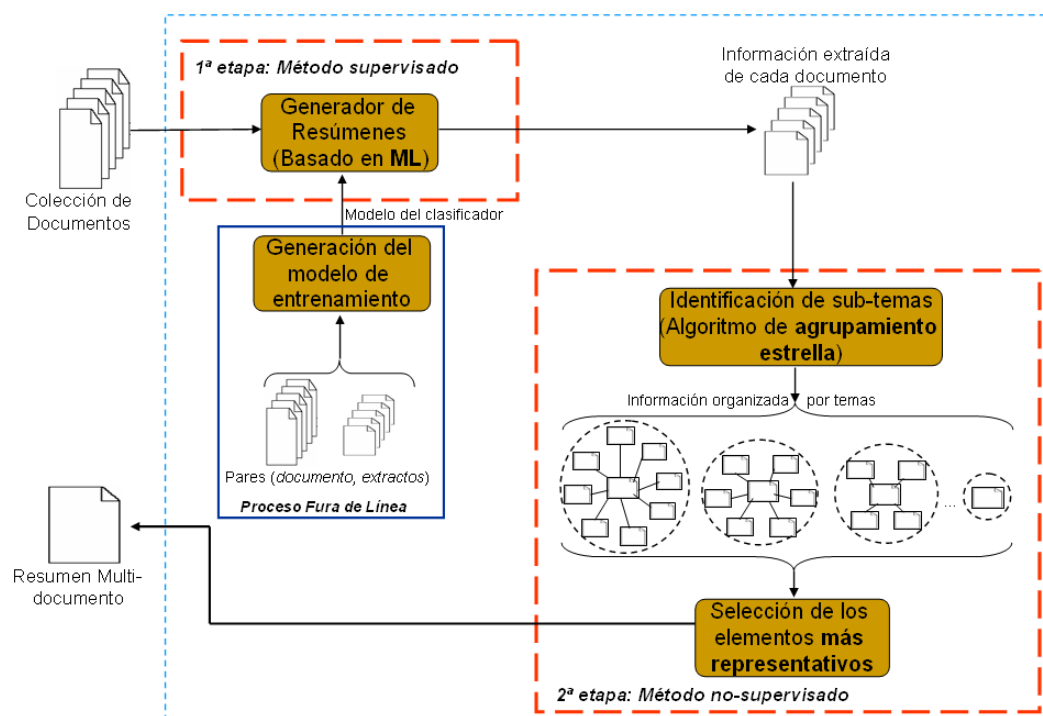 1ª etapa: Método supervisado
Generador de
Resúmenes
(Basado en ML)
Información extraída
de cada documento
Colección de
Documentos
Modelo del clasificador
Generación del
modelo de
entrenamiento
Pares (documento, extractos)
Proceso Fura de Línea
Identificación de sub-temas
(Algoritmo de agrupamiento
estrella)
Información organizada por temas
...
Selección de los
elementos más
representativos
2ª etapa: Método no-supervisado
Resumen Multi-
documento